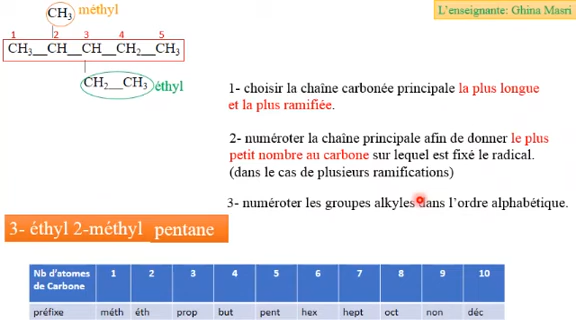 CH3 méthyl
L'enseignante: Ghina Masri
1 2 3 4 5
CH3__CH__CH__CH2__CH3
CH2__CH3 éthyl
1- choisir la chaîne carbonée principale la plus longue
et la plus ramifiée.
2- numéroter la chaîne principale afin de donner le plus
petit nombre au carbone sur lequel est fixé le radical.
(dans le cas de plusieurs ramifications)
3- numéroter les groupes alkyles dans l'ordre alphabétique.
3- éthyl 2-méthyl pentane
Nb d'atomes de Carbone 1 2 3 4 5 6 7 8 9 10
préfixe méth éth prop but pent hex hept oct non déc